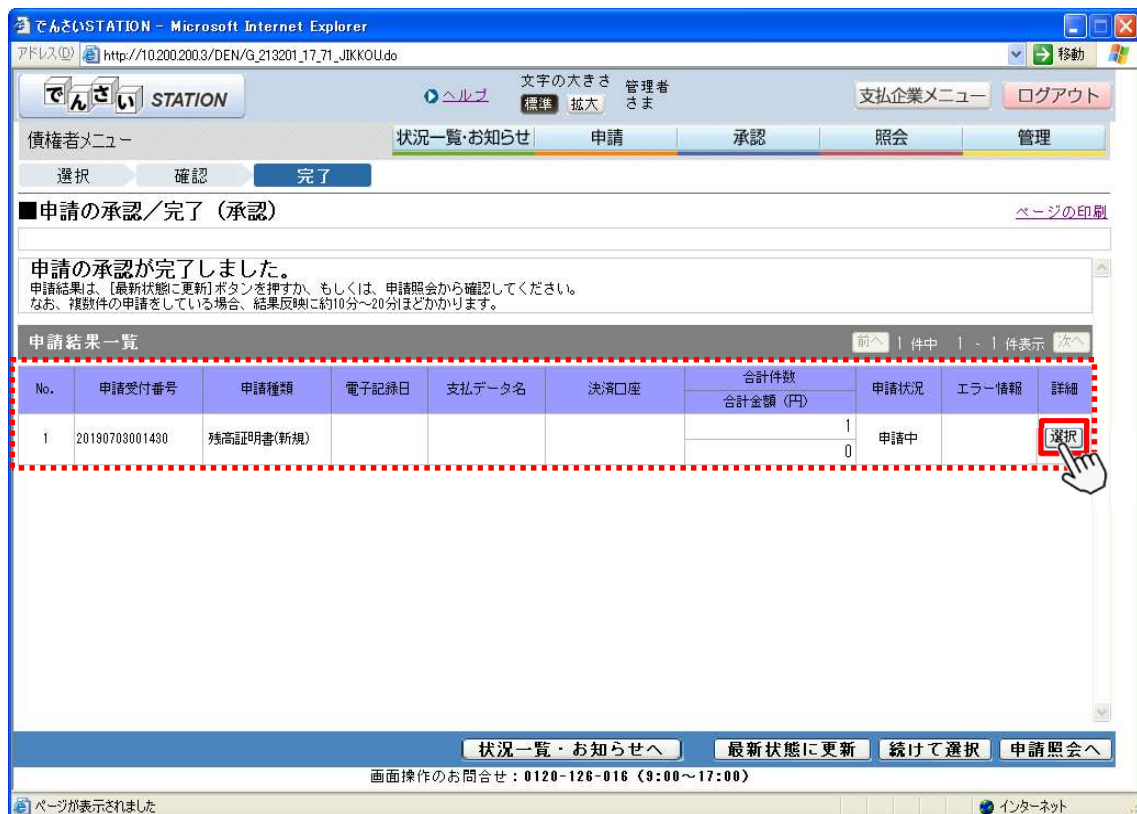 でんさいSTATION - Microsoft Internet Explorer
アドレス(D) http://10.200.200.3/DEN/G_213201_17_71_JIKKOU.do 移動
でんさい STATION ヘルプ 文字の大きさ 標準 拡大 管理者さま 支払企業メニュー ログアウト
債権者メニュー 状況一覧・お知らせ 申請 承認 照会 管理
選択 確認 完了
■申請の承認／完了（承認） ページの印刷
申請の承認が完了しました。
申請結果は、[最新状態に更新]ボタンを押すか、もしくは、申請照会から確認してください。
なお、複数件の申請をしている場合、結果反映に約10分～20分ほどかかります。
申請結果一覧 前へ 1 件中 1 - 1 件表示 次へ
No. 申請受付番号 申請種類 電子記録日 支払データ名 決済口座 合計件数 合計金額（円） 申請状況 エラー情報 詳細
1 20190703001430 残高証明書(新規) 1 0 申請中 選択
状況一覧・お知らせへ 最新状態に更新 続けて選択 申請照会へ
画面操作のお問合せ：0120-126-016（9:00～17:00）
ページが表示されました インターネット